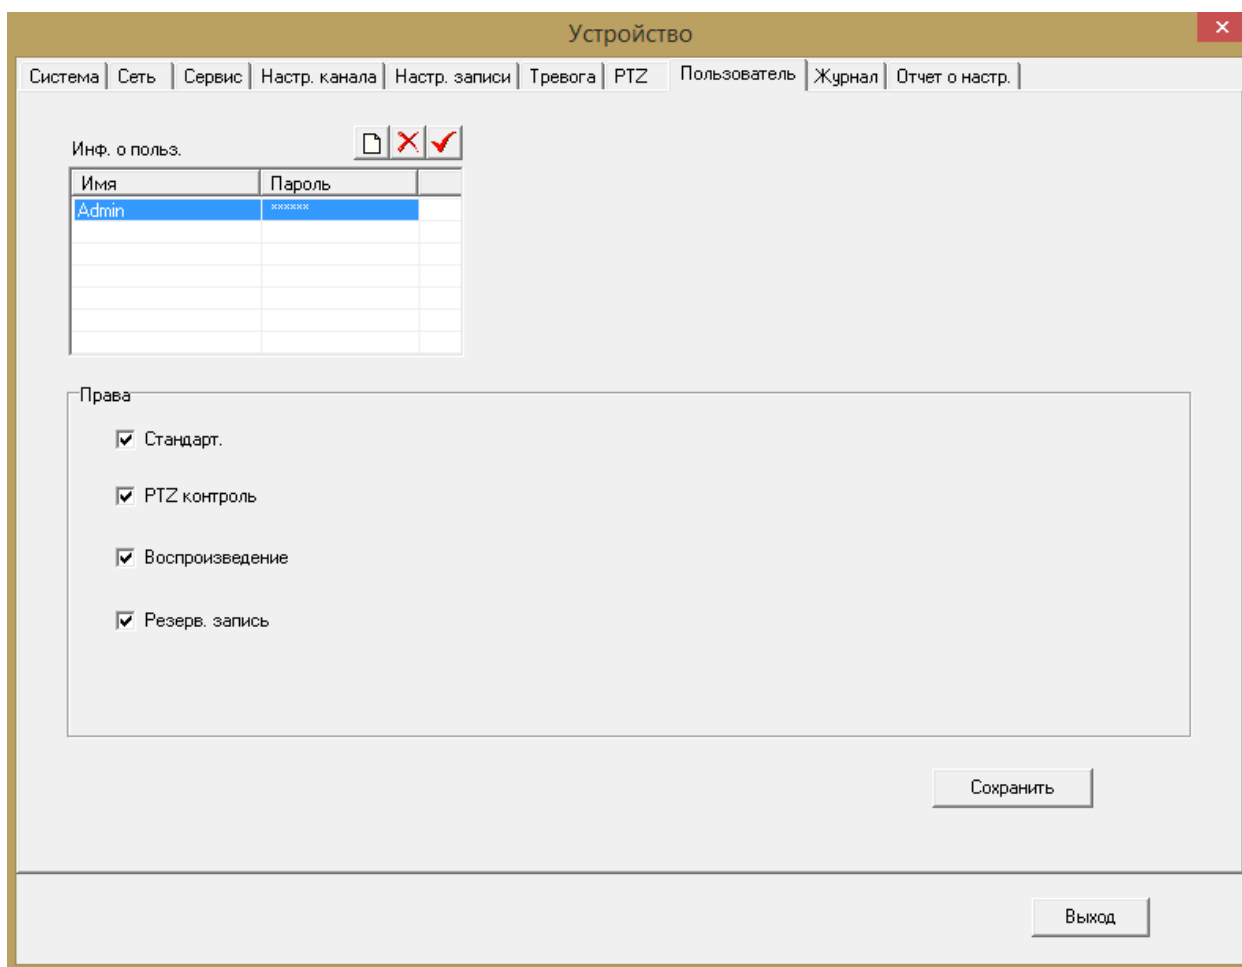 Устройство
Система Сеть Сервис Настр. канала Настр. записи Тревога PTZ Пользователь Журнал Отчет о настр.
Инф. о польз.
Имя Пароль
Admin ××××××
Права
Стандарт.
PTZ контроль
Воспроизведение
Резерв. запись
Сохранить
Выход